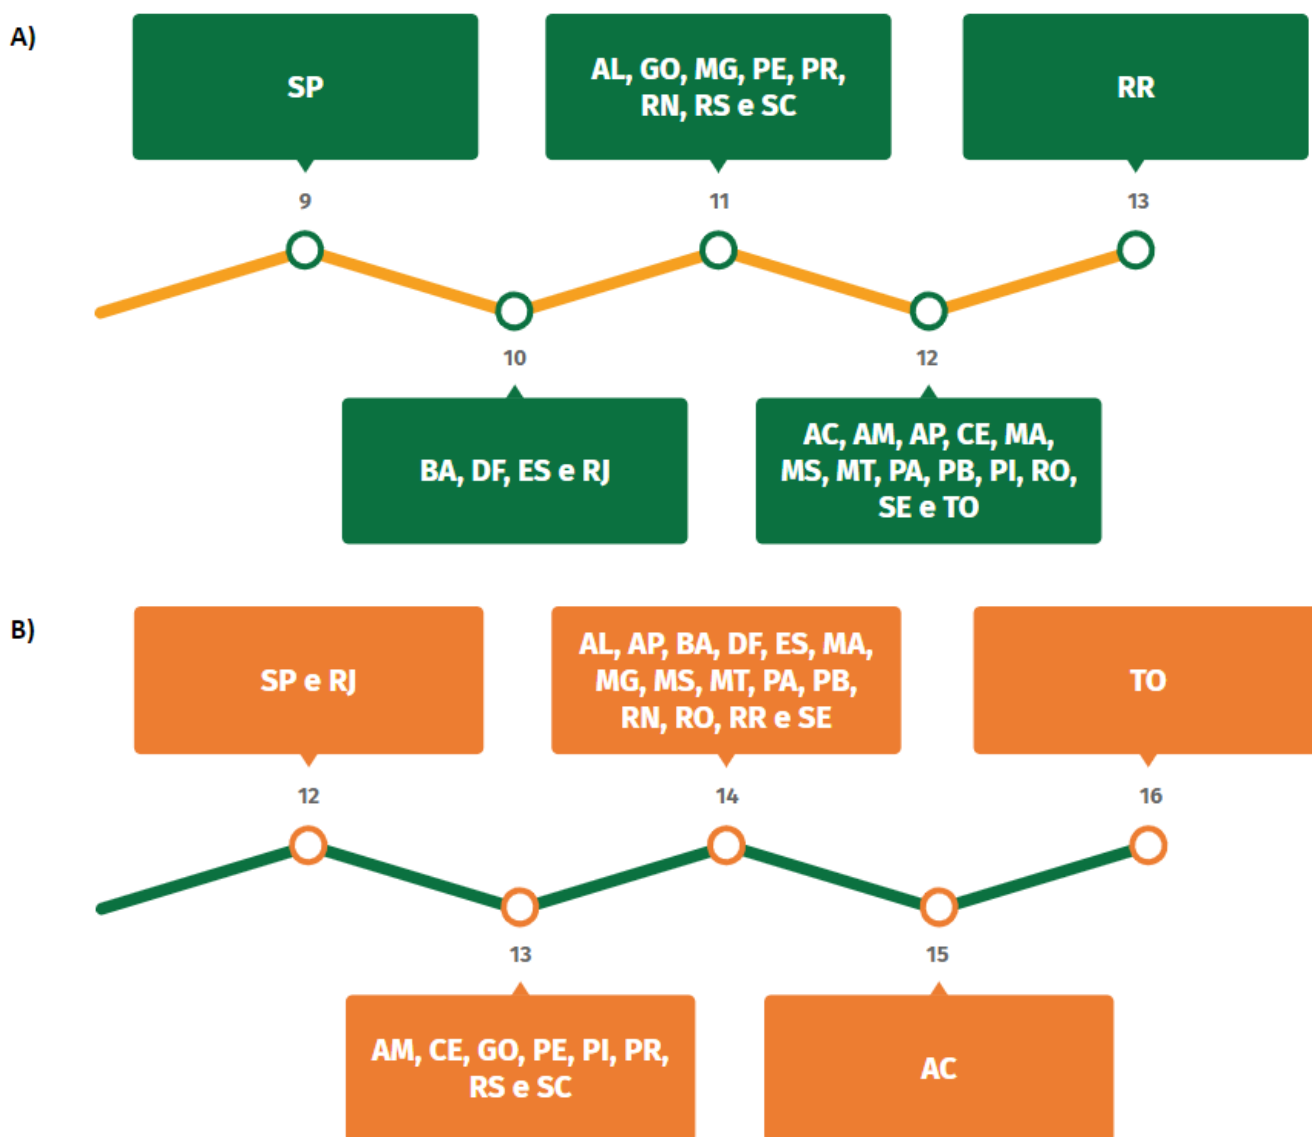 A)
SP
AL, GO, MG, PE, PR,
RN, RS e SC
RR
9
11
13
10
12
BA, DF, ES e RJ
AC, AM, AP, CE, MA,
MS, MT, PA, PB, PI, RO,
SE e TO
B)
SP e RJ
AL, AP, BA, DF, ES, MA,
MG, MS, MT, PA, PB,
RN, RO, RR e SE
TO
12
14
16
13
15
AM, CE, GO, PE, PI, PR,
RS e SC
AC